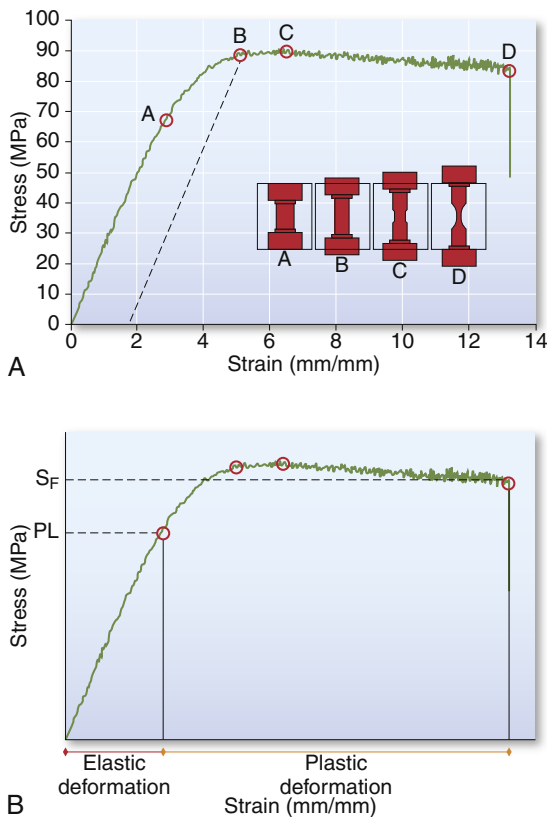 100
90
80
70
60
50
40
30
20
10
0
Stress (MPa)
A
B
C
D
A
B
C
D
0
2
4
6
8
10
12
14
Strain (mm/mm)
A
S_F
PL
Stress (MPa)
Elastic
deformation
Plastic
deformation
Strain (mm/mm)
B